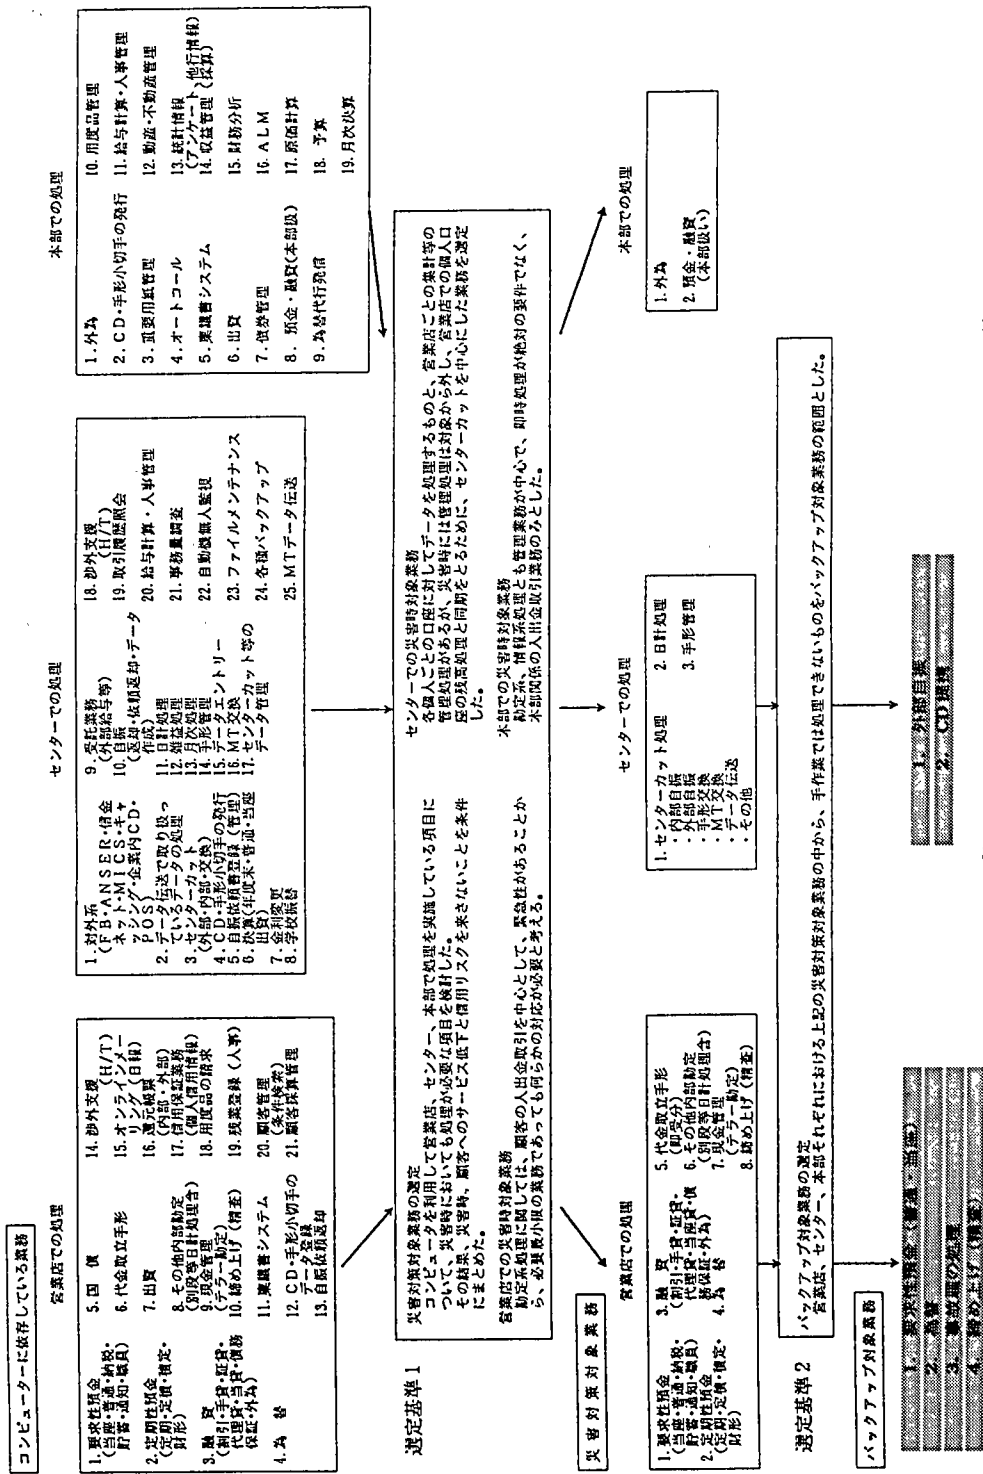 コンピューターに依存している業務
営業店での処理
1. 要求性預金
(当座・普通・納税・
貯蓄・通知・職員)
2. 定期性預金
(定期・定積・積定・
財形)
3. 融 資
(割引・手貸・証貸・
代理貸・当貸・債務
保証・外為)
4. 為 替
5. 国 債
6. 代金取立手形
7. 出資
8. その他内部勘定
(別段等日計処理含)
9. 現金管理
(テラー勘定)
10. 締め上げ(精査)
11. 稟議書システム
12. CD・手形小切手の
データ登録
13. 自振依頼返却
14. 渉外支援
(H/T)
15. オンラインメー
リング(日報)
16. 還元帳票
(内部・外部)
17. 信用保証業務
(個人信用情報)
18. 用度品の請求
19. 残業登録(人事)
20. 顧客管理
(条件検索)
21. 顧客採算管理
センターでの処理
1. 対外系
(FB・ANSER・信金
ネット・MICS・キャ
ッシング・企業内CD・
POS)
2. データ伝送で取り扱っ
ているデータの処理
3. センターカット
(外部・内部・交換)
4. CD・手形小切手の発行
5. 自振依頼書登録(管理)
6. 決算(年度末・普通・当座
出資)
7. 金利変更
8. 学校振替
9. 受託業務
(外部給与等)
10. 自振
(返却・依頼返却・データ
作成)
11. 日計処理
12. 雑益処理
13. 月次処理
14. 手形管理
15. データエントリー
16. MT交換
17. センターカット等の
データ管理
18. 渉外支援
(H/T)
19. 取引履歴照会
20. 給与計算・人事管理
21. 事務量調査
22. 自動機無人監視
23. ファイルメンテナンス
24. 各種バックアップ
25. MTデータ伝送
本部での処理
1. 外為
2. CD・手形小切手の発行
3. 重要用紙管理
4. オートコール
5. 稟議書システム
6. 出資
7. 債券管理
8. 預金・融資(本部扱)
9. 為替代行発信
10. 用度品管理
11. 給与計算・人事管理
12. 動産・不動産管理
13. 統計情報
(アンケート)他行情報)
14. 収益管理(採算)
15. 財務分析
16. ALM
17. 原価計算
18. 予算
19. 月次決算
選定基準1
災害対策対象業務の選定
コンピュータを利用して営業店、センター、本部で処理を実施している項目に
ついて、災害時においても処理が必要な項目を検討した。
その結果、災害時、顧客へのサービス低下と信用リスクを来さないことを条件
にまとめた。
営業店での災害時対象業務
勘定系処理に関しては、顧客の入出金取引を中心として、緊急性があることか
ら、必要最小限の業務であっても何らかの対応が必要と考える。
センターでの災害時対象業務
各個人ごとの口座に対してデータを処理するものと、営業店ごとの集計等の
管理処理があるが、災害時には管理処理は対象から外し、営業店での個人口
座の残高処理と同期をとるために、センターカットを中心にした業務を選定
した。
本部での災害時対象業務
勘定系、情報系処理とも管理業務が中心で、即時処理が絶対の要件でなく、
本部関係の入出金取引業務のみとした。
災害対策対象業務
営業店での処理
1. 要求性預金
(当座・普通・納税・
貯蓄・通知・職員)
2. 定期性預金
(定期・定積・積定・
財形)
3. 融 資
(割引・手貸・証貸・
代理貸・当座貸・債
務保証・外為)
4. 為 替
5. 代金取立手形
(即受分)
6. その他内部勘定
(別段等日計処理含)
7. 現金管理
(テラー勘定)
8. 締め上げ(精査)
センターでの処理
1. センターカット処理
・内部自振
・外部自振
・手形交換
・MT交換
・データ伝送
・その他
2. 日計処理
3. 手形管理
本部での処理
1. 外為
2. 預金・融資
(本部扱い)
選定基準2
バックアップ対象業務の選定
営業店、センター、本部それぞれにおける上記の災害対策対象業務の中から、手作業では処理できないものをバックアップ対象業務の範囲とした。
バックアップ対象業務
1. 要求性預金(普通・当座)
2. 為替
3. 事故届の処理
4. 締め上げ(精査)
1. 外部自振
2. CD提携